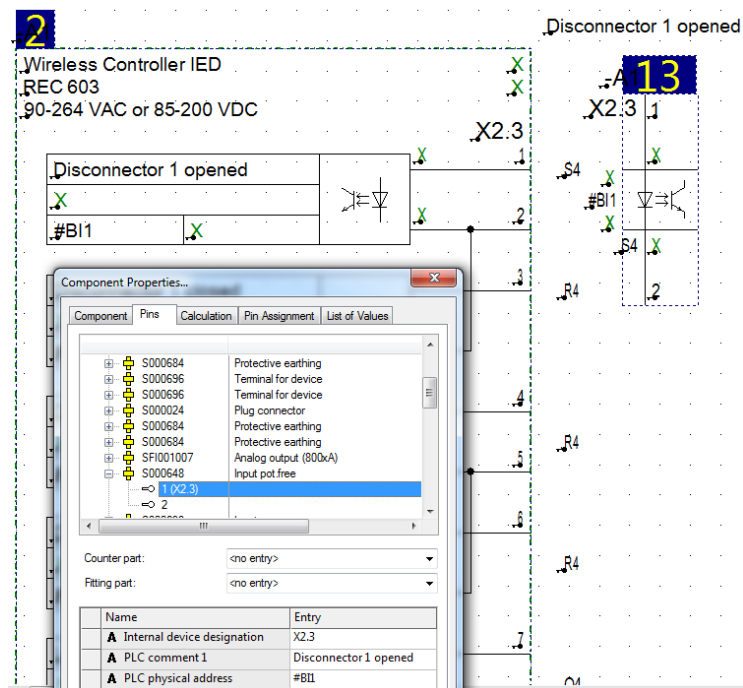 2
Disconnector 1 opened
Wireless Controller IED
X
REC 603
X
90-264 VAC or 85-200 VDC
-A1
13
X2.3
1
X2.3
Disconnector 1 opened
X
1
S4
X
X
X
#BI1
X
#BI1
X
X
2
S4
X
3
R4
2
Component Properties...
Component
Pins
Calculation
Pin Assignment
List of Values
S000684
Protective earthing
S000696
Terminal for device
S000696
Terminal for device
S000024
Plug connector
S000684
Protective earthing
S000684
Protective earthing
SFI001007
Analog output (800xA)
S000648
Input pot.free
1 (X2.3)
2
Counter part:
<no entry>
Fitting part:
<no entry>
Name
Entry
A Internal device designation
X2.3
A PLC comment 1
Disconnector 1 opened
A PLC physical address
#BI1
4
R4
5
6
R4
7